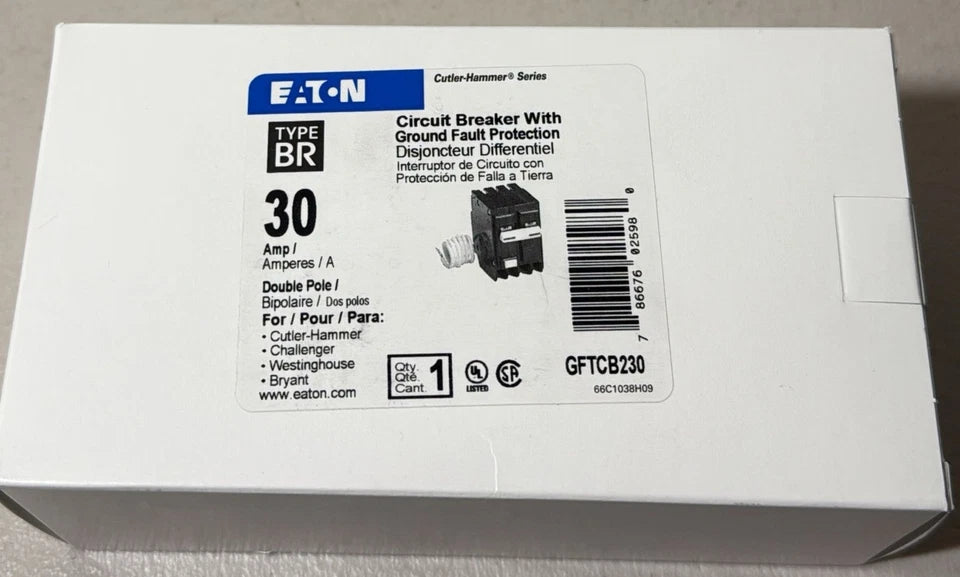 EATON
Cutler-Hammer® Series
TYPE
BR
Circuit Breaker With
Ground Fault Protection
Disjoncteur Differentiel
Interruptor de Circuito con
Protección de Falla a Tierra
30
Amp /
Amperes / A
Double Pole /
Bipolaire / Dos polos
For / Pour / Para:
• Cutler-Hammer
• Challenger
• Westinghouse
• Bryant
www.eaton.com
Qty.
Qté.
Cant.
1
UL
LISTED
SA
7 86676 02598 0
GFTCB230
66C1038H09